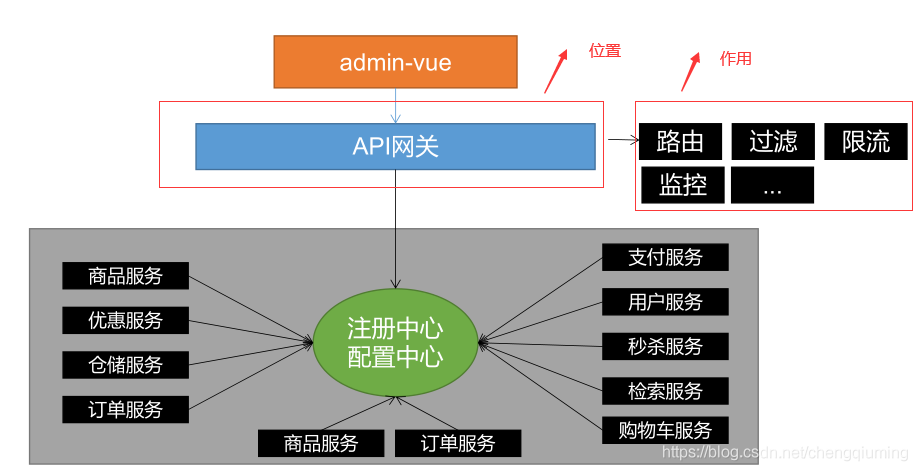 位置
作用
admin-vue
API网关
路由
过滤
限流
监控
...
商品服务
优惠服务
仓储服务
订单服务
注册中心
配置中心
支付服务
用户服务
秒杀服务
检索服务
购物车服务
商品服务
订单服务
https://blog.csdn.net/chengqiuming